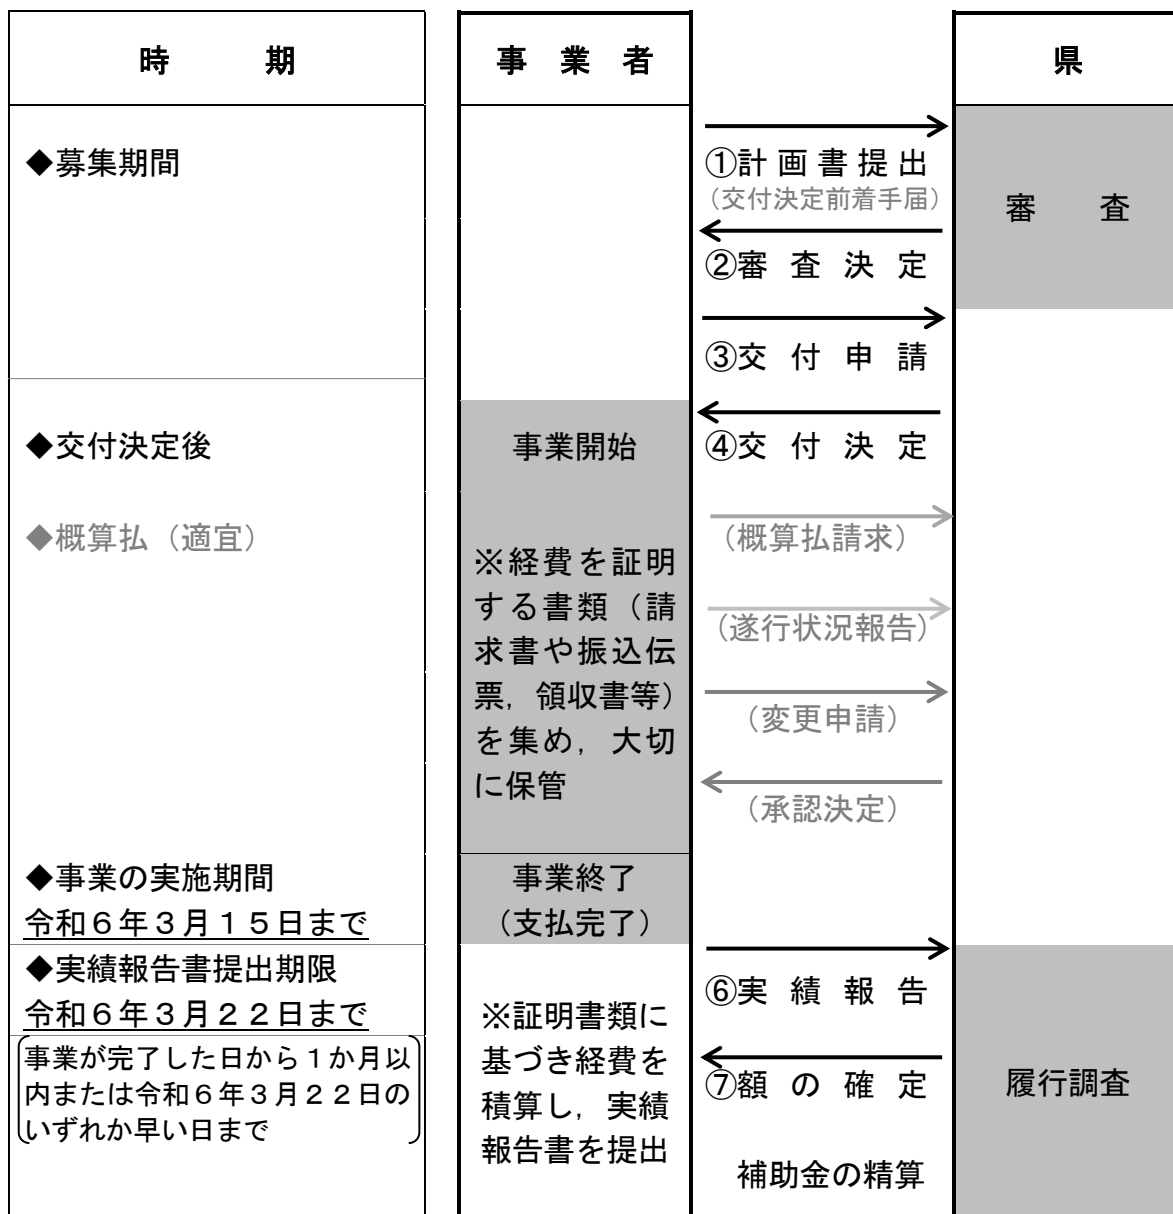 時　期
事　業　者
県
◆募集期間
①計画書提出
（交付決定前着手届）
②審査決定
審　査
③交付申請
◆交付決定後
事業開始
④交付決定
◆概算払（適宜）
（概算払請求）
※経費を証明
する書類（請
求書や振込伝
票，領収書等）
を集め，大切
に保管
（遂行状況報告）
（変更申請）
（承認決定）
◆事業の実施期間
令和６年３月１５日まで
事業終了
（支払完了）
◆実績報告書提出期限
令和６年３月２２日まで
事業が完了した日から１か月以
内または令和６年３月２２日の
いずれか早い日まで
※証明書類に
基づき経費を
積算し，実績
報告書を提出
⑥実績報告
⑦額の確定
補助金の精算
履行調査